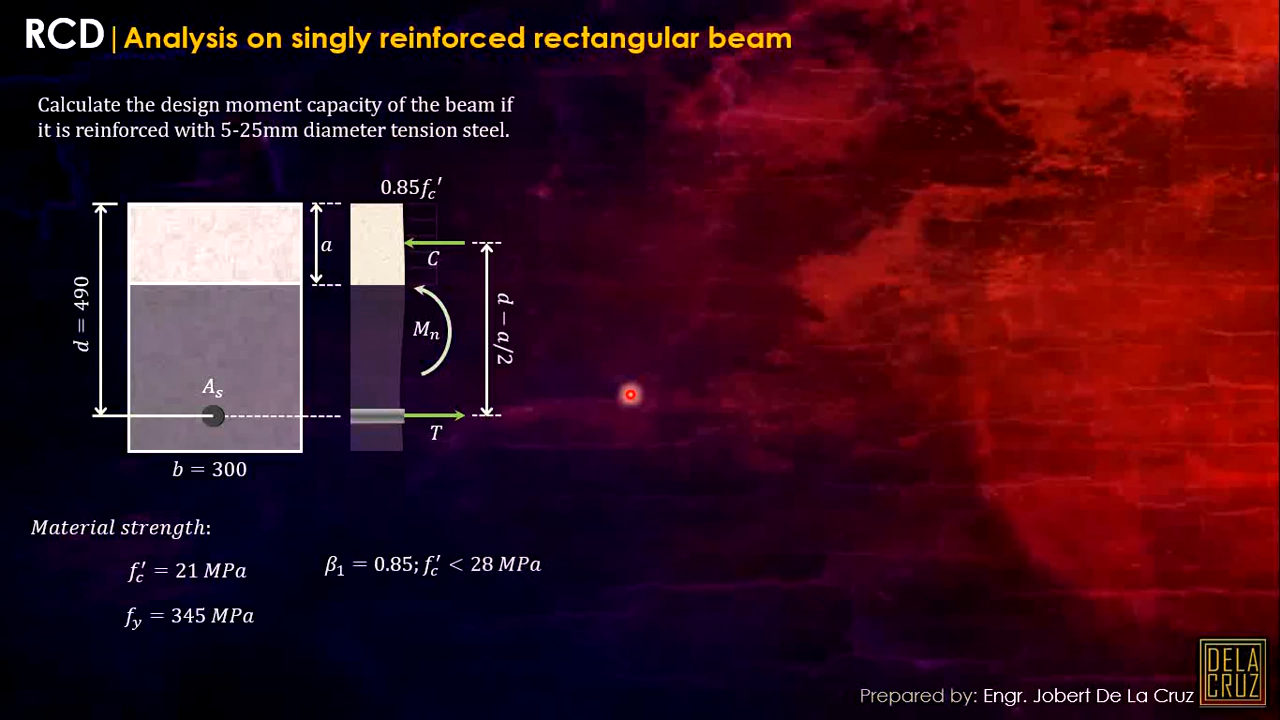 RCD|Analysis on singly reinforced rectangular beam
Calculate the design moment capacity of the beam if
it is reinforced with 5-25mm diameter tension steel.
0.85f_c′
a
C
d = 490
M_n
d − a/2
A_s
T
b = 300
Material strength:
f_c′ = 21 MPa
β_1 = 0.85; f_c′ < 28 MPa
f_y = 345 MPa
Prepared by: Engr. Jobert De La Cruz
DELA
CRUZ